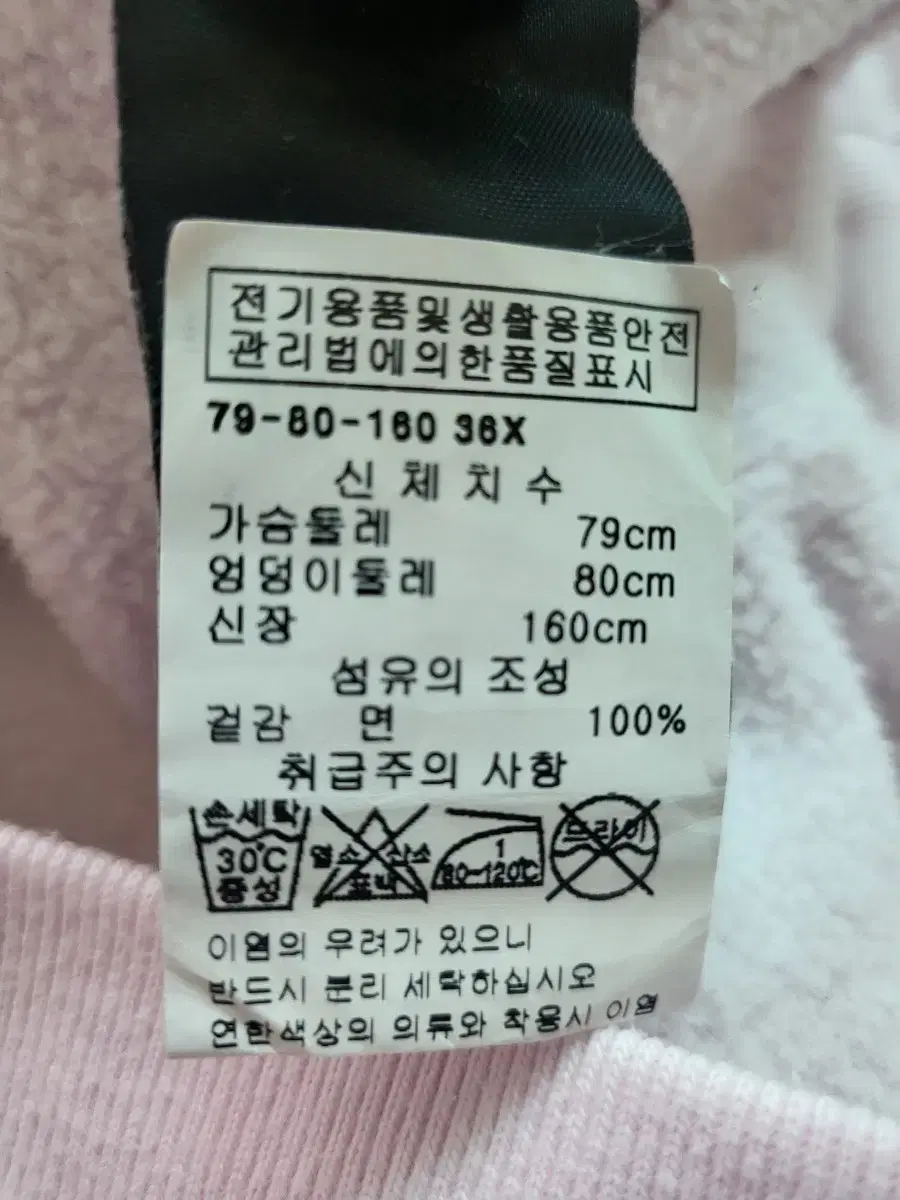 전기용품및생활용품안전
관리법에의한품질표시
79-80-160 36X
신체치수
가슴둘레 79cm
엉덩이둘레 80cm
신장 160cm
섬유의 조성
겉감 면 100%
취급주의 사항
손세탁
30℃
중성
염소 산소
표백
1
80-120℃
드라이
이염의 우려가 있으니
반드시 분리 세탁하십시오
연한색상의 의류와 착용시 이염